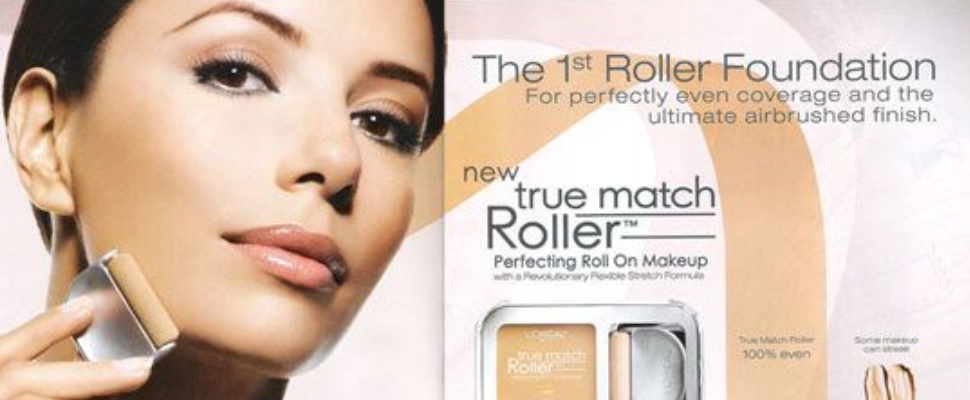 The 1st Roller Foundation
For perfectly even coverage and the
ultimate airbrushed finish.
new
true match
Roller™
Perfecting Roll On Makeup
with a Revolutionary Flexible Stretch Formula
L'ORÉAL
true match
Roller
True Match Roller
100% even
Some makeup
can streak